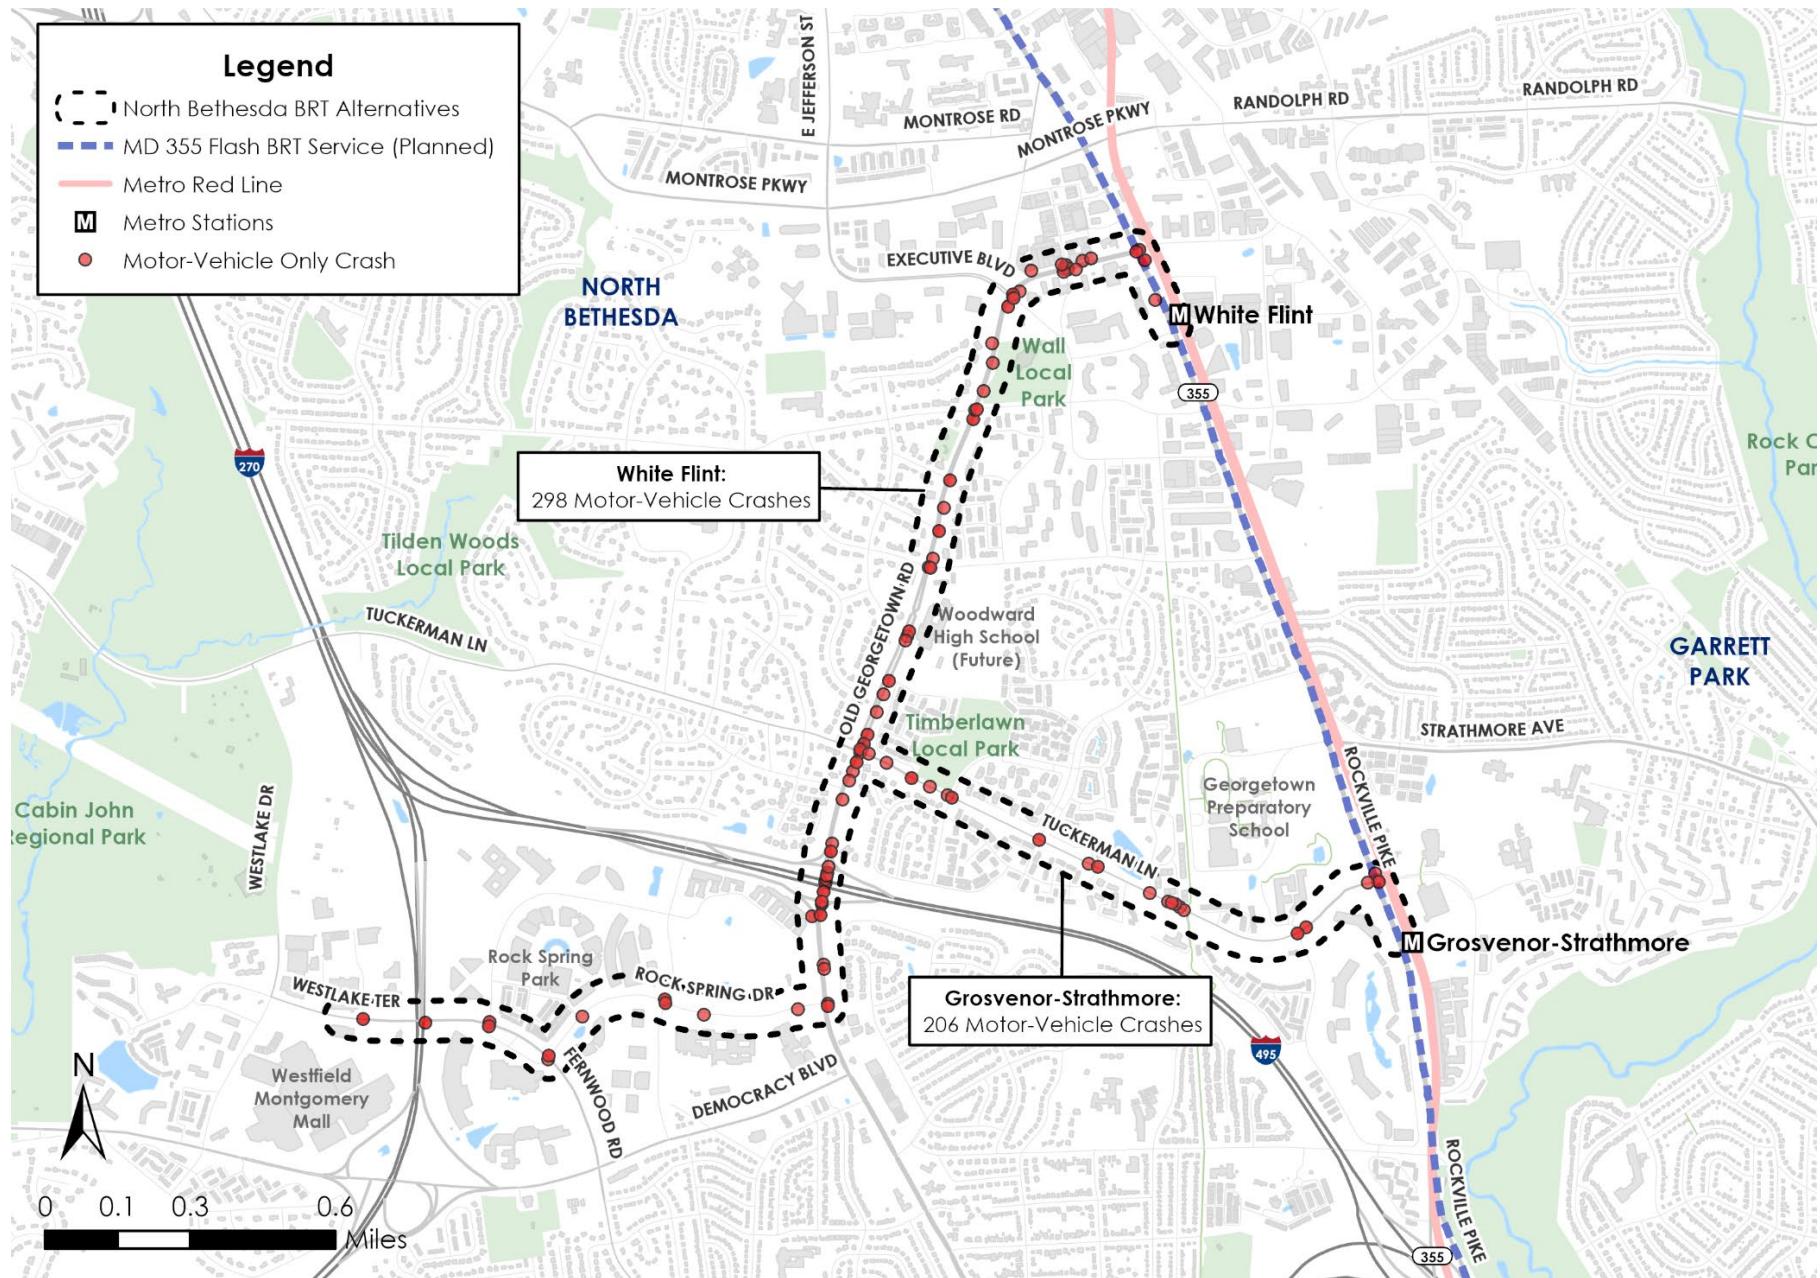 Legend
North Bethesda BRT Alternatives
MD 355 Flash BRT Service (Planned)
Metro Red Line
M
Metro Stations
Motor-Vehicle Only Crash
E JEFFERSON ST
MONTROSE RD
MONTROSE PKWY
RANDOLPH RD
RANDOLPH RD
MONTROSE PKWY
EXECUTIVE BLVD
NORTH
BETHESDA
M
White Flint
Wall
Local
Park
355
270
Rock C
Par
White Flint:
298 Motor-Vehicle Crashes
Tilden Woods
Local Park
TUCKERMAN LN
OLD GEORGETOWN RD
Woodward
High School
(Future)
GARRETT
PARK
Timberlawn
Local Park
STRATHMORE AVE
ROCKVILLE PIKE
Georgetown
Preparatory
School
Cabin John
Regional Park
WESTLAKE DR
TUCKERMAN LN
M
Grosvenor-Strathmore
Rock Spring
Park
ROCK SPRING DR
WESTLAKE TER
Grosvenor-Strathmore:
206 Motor-Vehicle Crashes
495
FERNWOOD RD
DEMOCRACY BLVD
Westfield
Montgomery
Mall
N
ROCKVILLE PIKE
0 0.1 0.3 0.6
Miles
355